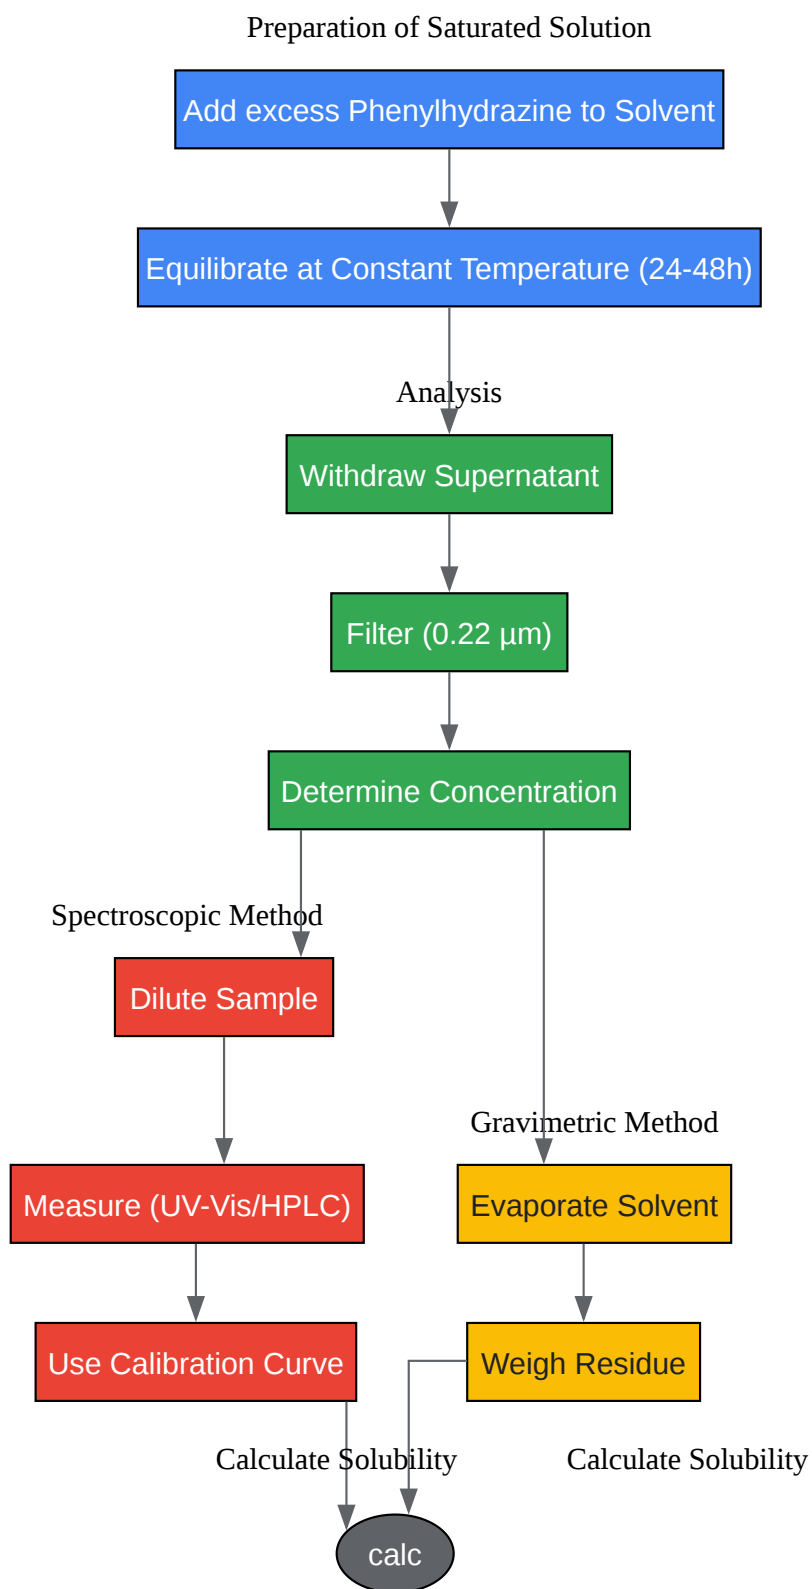 Preparation of Saturated Solution
Add excess Phenylhydrazine to Solvent
Equilibrate at Constant Temperature (24-48h)
Analysis
Withdraw Supernatant
Filter (0.22 µm)
Determine Concentration
Spectroscopic Method
Dilute Sample
Gravimetric Method
Measure (UV-Vis/HPLC)
Evaporate Solvent
Use Calibration Curve
Weigh Residue
Calculate Solubility
Calculate Solubility
calc